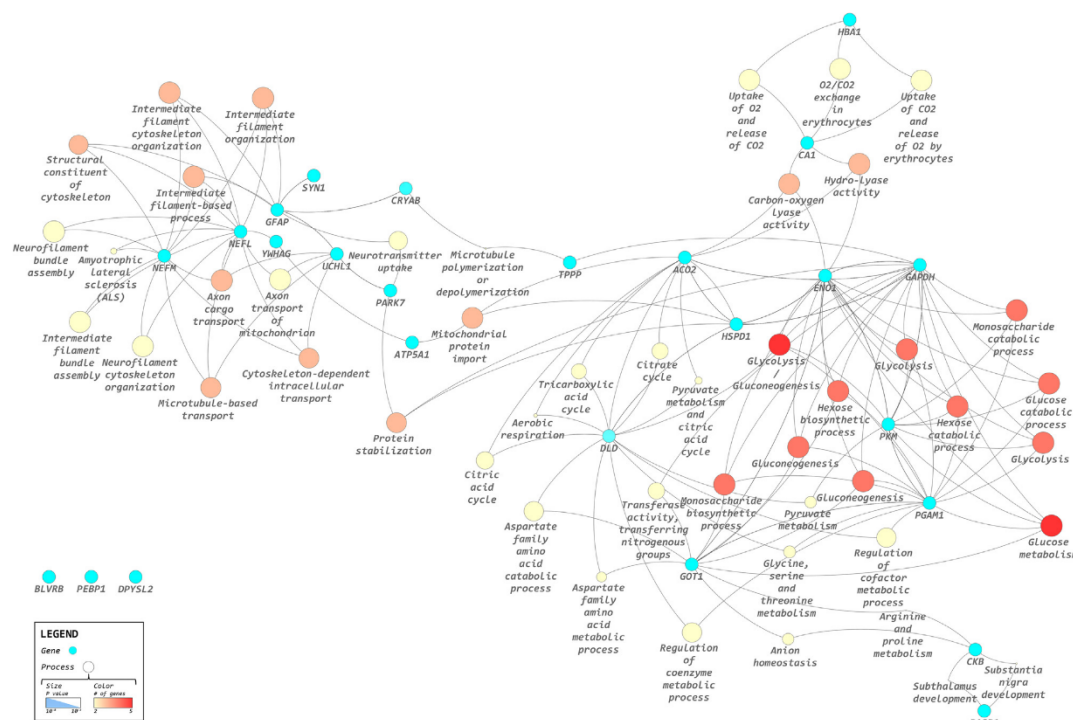 HBA1
Uptake
of O2 and
release
of CO2
O2/CO2
exchange
in
erythrocytes
Uptake
of CO2
and
release
of O2 by
erythrocytes
CA1
Carbon-oxygen
lyase
activity
Hydro-lyase
activity
Intermediate
filament
cytoskeleton
organization
Intermediate
filament
organization
Structural
constituent
of
cytoskeleton
Intermediate
filament-based
process
SYN1
GFAP
CRYAB
Neurofilament
bundle
assembly
Amyotrophic
lateral
sclerosis
(ALS)
NEFM
NEFL
YWHAG
UCHL1
Neurotransmitter
uptake
PARK7
Microtubule
polymerization
or
depolymerization
TPPP
ACO2
ENO1
GAPDH
Axon
cargo
transport
Axon
transport
of
mitochondrion
Intermediate
filament
bundle
assembly
Neurofilament
cytoskeleton
organization
Microtubule-based
transport
Cytoskeleton-dependent
intracellular
transport
ATP5A1
Mitochondrial
protein
import
HSPD1
Protein
stabilization
Monosaccharide
catabolic
process
Glycolysis
Gluconeogenesis
Glycolysis
Glucose
catabolic
process
Hexose
biosynthetic
process
Hexose
catabolic
process
PKM
Glycolysis
Citrate
cycle
Tricarboxylic
acid
cycle
Pyruvate
metabolism
and
citric
acid
cycle
Aerobic
respiration
DLD
Citric
acid
cycle
Gluconeogenesis
Monosaccharide
biosynthetic
process
Gluconeogenesis
Pyruvate
metabolism
PGAM1
Glucose
metabolism
Transferase
activity,
transferring
nitrogenous
groups
Aspartate
family
amino
acid
catabolic
process
Aspartate
family
amino acid
metabolic
process
GOT1
Glycine,
serine
and
threonine
metabolism
Regulation
of
cofactor
metabolic
process
Regulation
of
coenzyme
metabolic
process
Anion
homeostasis
Arginine
and
proline
metabolism
CKB
Subthalamus
development
Substantia
nigra
development
BLVRB
PEBP1
DPYSL2
LEGEND
Gene
Process
Size
P value
Color
# of genes
2
5